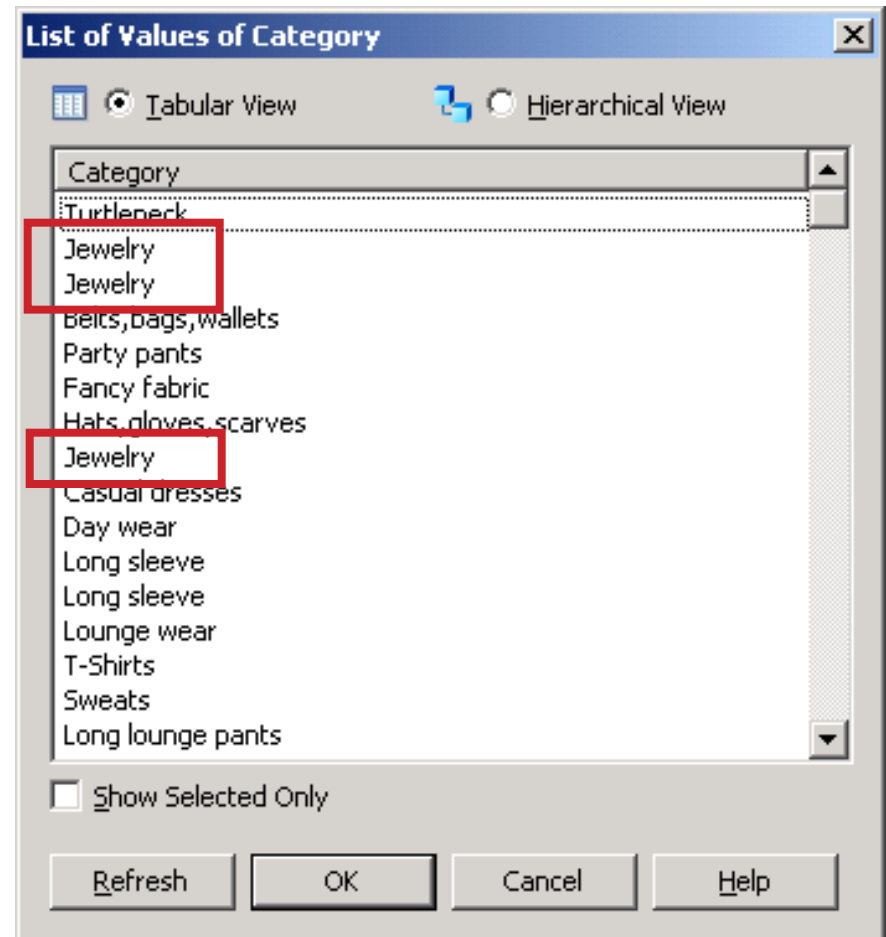 List of Values of Category
Tabular View Hierarchical View
Category
Turtleneck
Jewelry
Jewelry
Belts,bags,wallets
Party pants
Fancy fabric
Hats,gloves,scarves
Jewelry
Casual dresses
Day wear
Long sleeve
Long sleeve
Lounge wear
T-Shirts
Sweats
Long lounge pants
Show Selected Only
Refresh OK Cancel Help